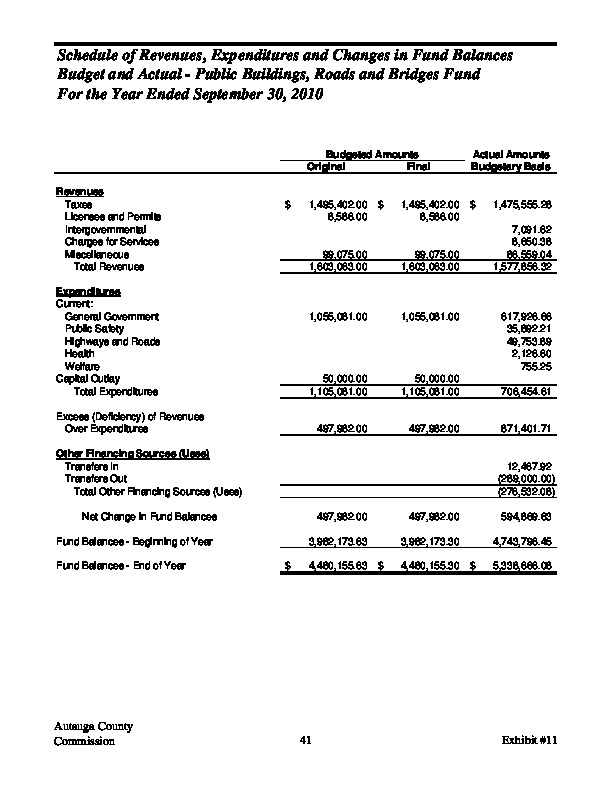 Schedule of Revenues, Expenditures and Changes in Fund Balances
Budget and Actual - Public Buildings, Roads and Bridges Fund
For the Year Ended September 30, 2010
Budgeted Amounts Actual Amounts
Original Final Budgetary Basis
Revenues
Taxes $ 1,495,402.00 $ 1,495,402.00 $ 1,475,555.28
Licenses and Permits 8,586.00 8,586.00
Intergovernmental 7,091.62
Charges for Services 8,650.38
Miscellaneous 99,075.00 99,075.00 86,559.04
Total Revenues 1,603,063.00 1,603,063.00 1,577,856.32
Expenditures
Current:
General Government 1,055,081.00 1,055,081.00 617,926.66
Public Safety 35,892.21
Highways and Roads 49,753.89
Health 2,126.60
Welfare 755.25
Capital Outlay 50,000.00 50,000.00
Total Expenditures 1,105,081.00 1,105,081.00 706,454.61
Excess (Deficiency) of Revenues
Over Expenditures 497,982.00 497,982.00 871,401.71
Other Financing Sources (Uses)
Transfers In 12,467.92
Transfers Out (289,000.00)
Total Other Financing Sources (Uses) (276,532.08)
Net Change in Fund Balances 497,982.00 497,982.00 594,869.63
Fund Balances - Beginning of Year 3,982,173.63 3,982,173.30 4,743,796.45
Fund Balances - End of Year $ 4,480,155.63 $ 4,480,155.30 $ 5,338,666.08
Autauga County
Commission 41 Exhibit #11